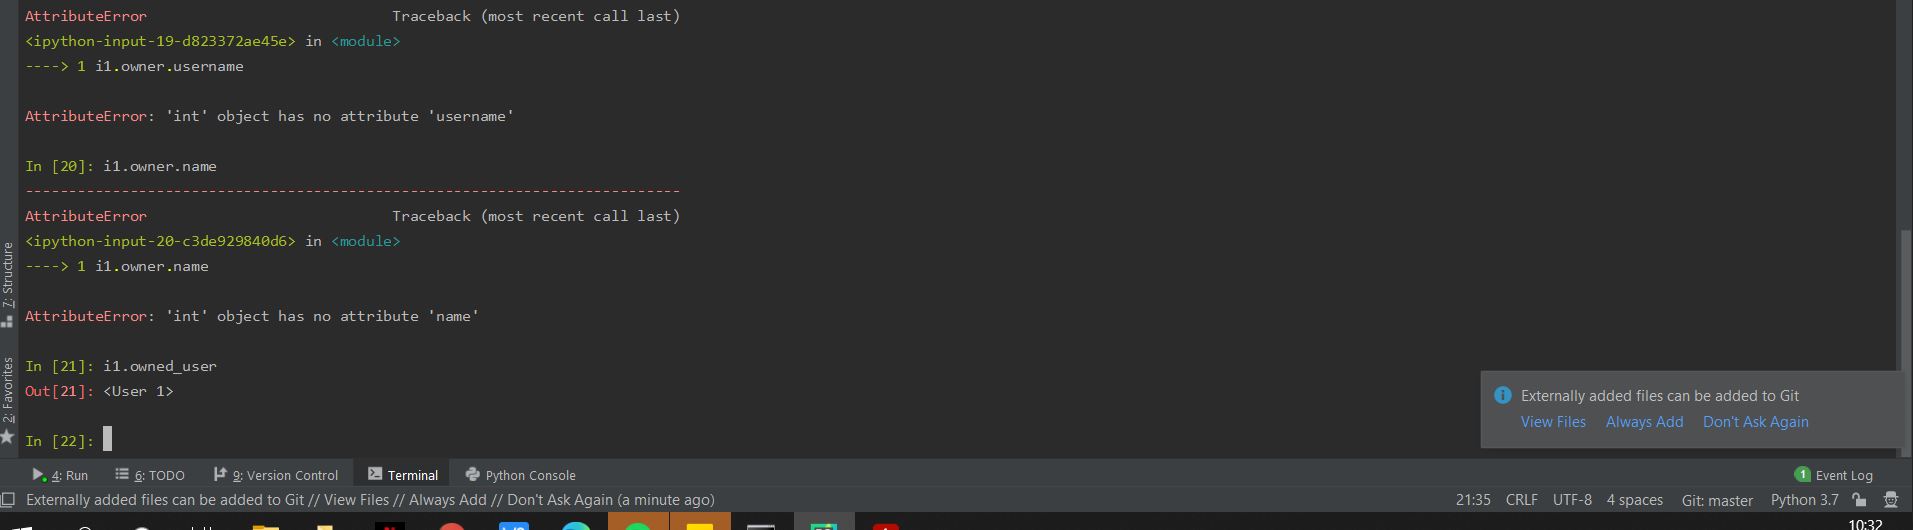 AttributeError                            Traceback (most recent call last)
<ipython-input-19-d823372ae45e> in <module>
----> 1 i1.owner.username
AttributeError: 'int' object has no attribute 'username'
In [20]: i1.owner.name
---------------------------------------------------------------------------
AttributeError                            Traceback (most recent call last)
<ipython-input-20-c3de929840d6> in <module>
----> 1 i1.owner.name
AttributeError: 'int' object has no attribute 'name'
In [21]: i1.owned_user
Out[21]: <User 1>
In [22]:
7: Structure
2: Favorites
Externally added files can be added to Git
View Files Always Add Don't Ask Again
4: Run 6: TODO 9: Version Control Terminal Python Console 1 Event Log
Externally added files can be added to Git // View Files // Always Add // Don't Ask Again (a minute ago) 21:35 CRLF UTF-8 4 spaces Git: master Python 3.7
10:32